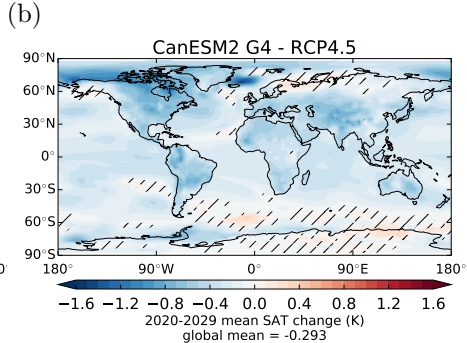 (b)
CanESM2 G4 - RCP4.5
90°N
60°N
30°N
0°
30°S
60°S
90°S
0° 180° 90°W 0° 90°E 180°
−1.6 −1.2 −0.8 −0.4 0.0 0.4 0.8 1.2 1.6
2020-2029 mean SAT change (K)
global mean = -0.293